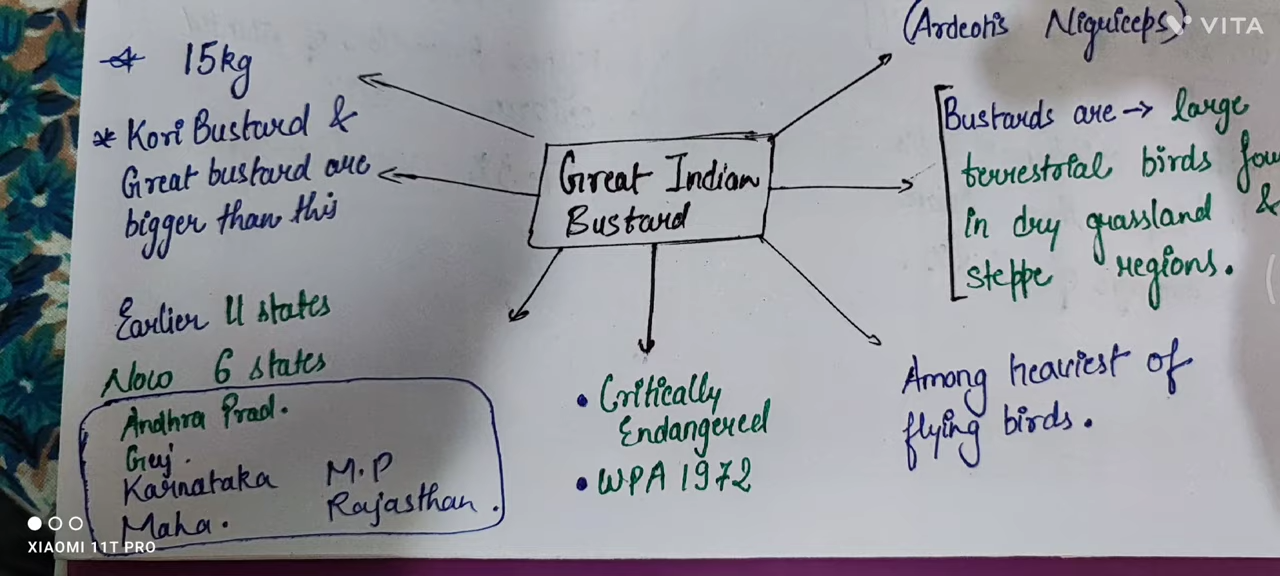 (Ardeotis Niguiceps)
VITA
* 15kg
* Kori Bustard &
Great bustard are
bigger than this
Great Indian
Bustard
Bustards are → large
terrestrial birds fou
in dry grassland &
steppe regions.
Earlier 11 states
Now 6 states
Andhra Prad.
Guj.
Karnataka M.P
Maha. Rajasthan.
• Critically
Endangered
• WPA 1972
Among heaviest of
flying birds.
XIAOMI 11T PRO